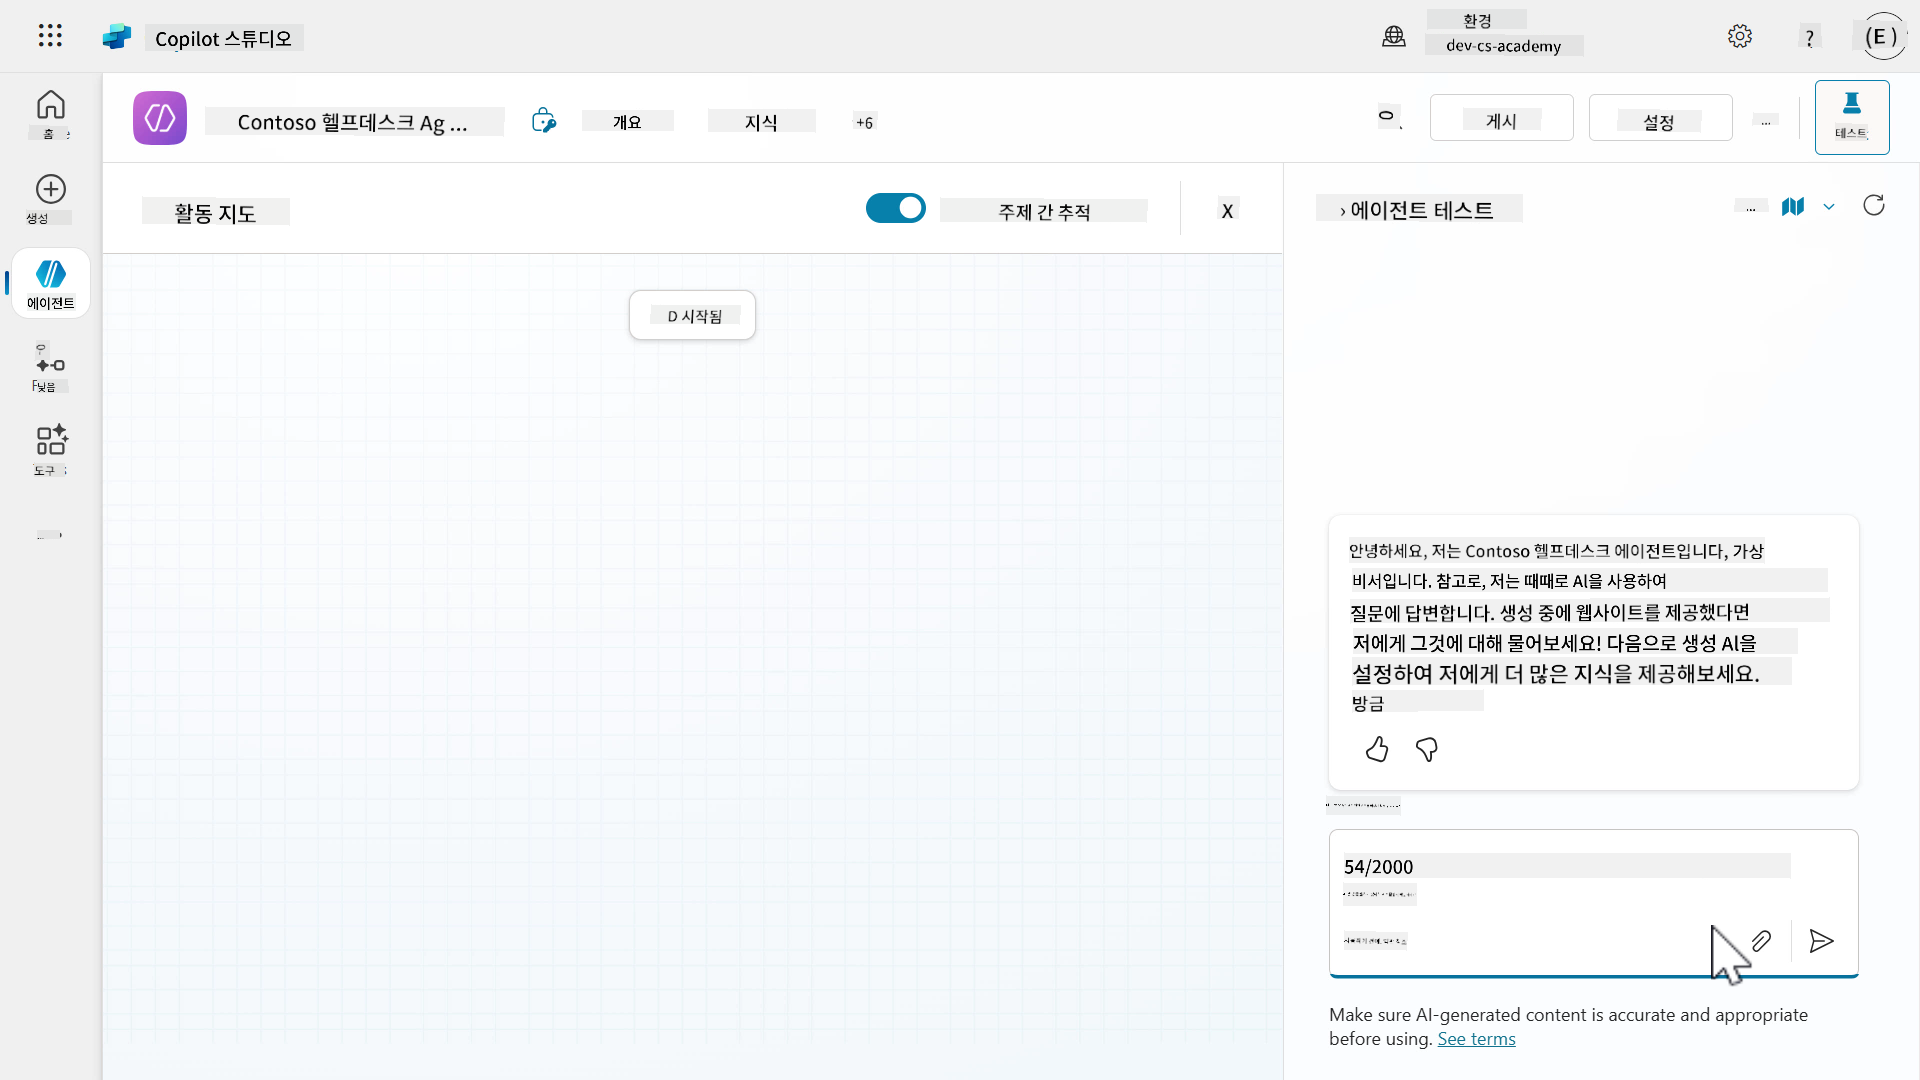 Copilot 스튜디오
환경
dev-cs-academy
?
(E )
홈
생성
에이전트
도구
Contoso 헬프데스크 Ag ...
개요
지식
+6
게시
설정
...
테스트
활동 지도
주제 간 추적
X
D 시작됨
› 에이전트 테스트
...
안녕하세요, 저는 Contoso 헬프데스크 에이전트입니다, 가상
비서입니다. 참고로, 저는 때때로 AI을 사용하여
질문에 답변합니다. 생성 중에 웹사이트를 제공했다면
저에게 그것에 대해 물어보세요! 다음으로 생성 AI을
설정하여 저에게 더 많은 지식을 제공해보세요.
방금
54/2000
Make sure AI-generated content is accurate and appropriate
before using. See terms